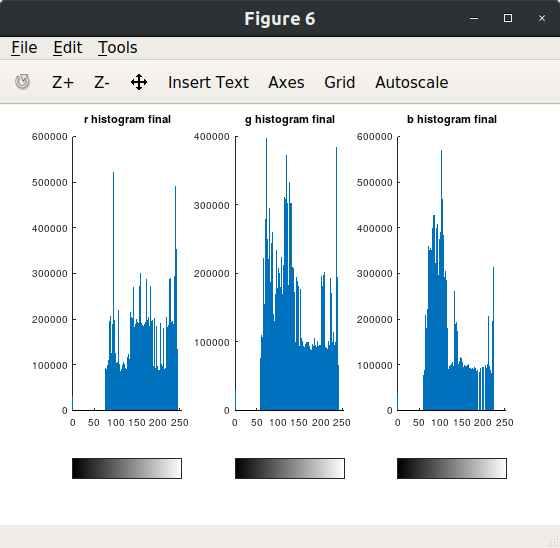 Figure 6
File Edit Tools
Z+ Z- Insert Text Axes Grid Autoscale
r histogram final
600000
500000
400000
300000
200000
100000
0
0 50 100 150 200 250
g histogram final
400000
300000
200000
100000
0
0 50 100 150 200 250
b histogram final
600000
500000
400000
300000
200000
100000
0
0 50 100 150 200 250